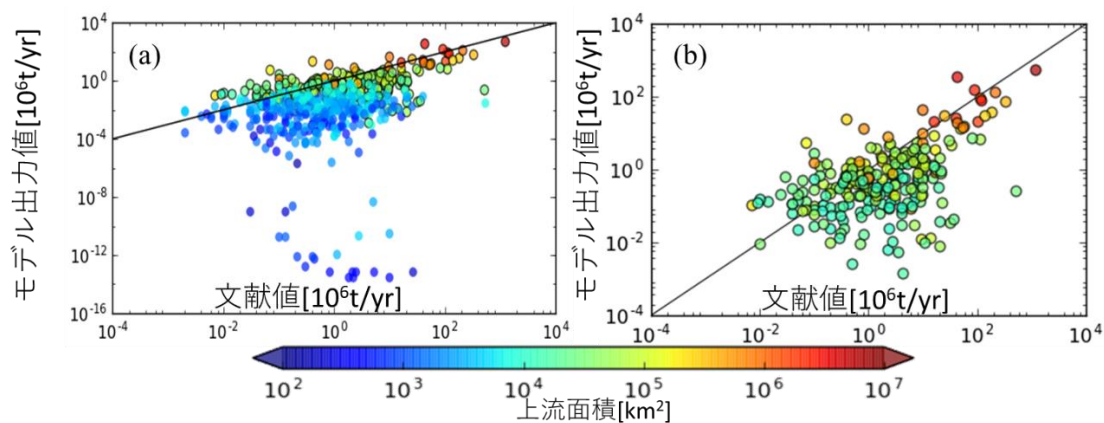 (a)
モデル出力値[10⁶t/yr]
10⁴
10⁰
10⁻⁴
10⁻⁸
10⁻¹²
10⁻¹⁶
文献値[10⁶t/yr]
10⁻⁴ 10⁻² 10⁰ 10² 10⁴
(b)
モデル出力値[10⁶t/yr]
10⁴
10²
10⁰
10⁻²
10⁻⁴
文献値[10⁶t/yr]
10⁻⁴ 10⁻² 10⁰ 10² 10⁴
10² 10³ 10⁴ 10⁵ 10⁶ 10⁷
上流面積[km²]